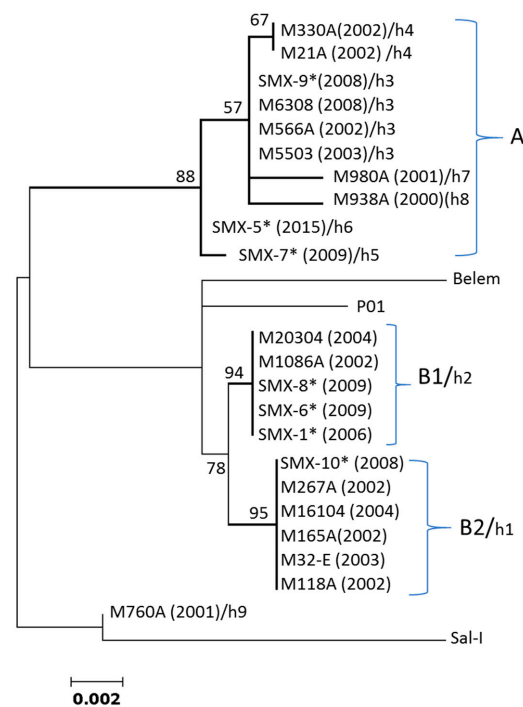 67
M330A(2002)/h4
M21A (2002) /h4
SMX-9*(2008)/h3
57
M6308 (2008)/h3
M566A (2002)/h3
A
M5503 (2003)/h3
88
M980A (2001)/h7
M938A (2000)(h8
SMX-5* (2015)/h6
SMX-7* (2009)/h5
Belem
P01
M20304 (2004)
M1086A (2002)
94
SMX-8* (2009)
B1/h2
SMX-6* (2009)
SMX-1* (2006)
78
SMX-10* (2008)
M267A (2002)
95
M16104 (2004)
B2/h1
M165A(2002)
M32-E (2003)
M118A (2002)
M760A (2001)/h9
Sal-I
0.002